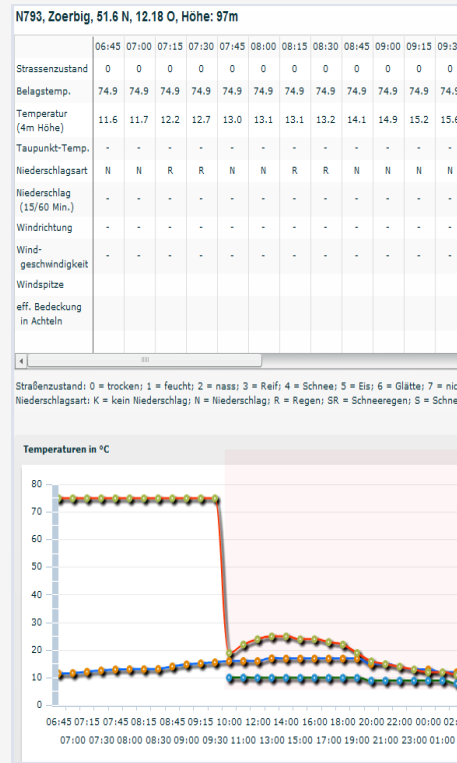 N793, Zoerbig, 51.6 N, 12.18 O, Höhe: 97m
06:45 07:00 07:15 07:30 07:45 08:00 08:15 08:30 08:45 09:00 09:15 09:3
Strassenzustand 0 0 0 0 0 0 0 0 0 0 0 0
Belagstemp. 74.9 74.9 74.9 74.9 74.9 74.9 74.9 74.9 74.9 74.9 74.9 74.9
Temperatur
(4m Höhe) 11.6 11.7 12.2 12.7 13.0 13.1 13.1 13.2 14.1 14.9 15.2 15.6
Taupunkt-Temp. - - - - - - - - - - - -
Niederschlagsart N N R R N N R R N N N N
Niederschlag
(15/60 Min.) - - - - - - - - - - - -
Windrichtung - - - - - - - - - - - -
Wind-
geschwindigkeit - - - - - - - - - - - -
Windspitze
eff. Bedeckung
in Achteln
Straßenzustand: 0 = trocken; 1 = feucht; 2 = nass; 3 = Reif; 4 = Schnee; 5 = Eis; 6 = Glätte; 7 = nic
Niederschlagsart: K = kein Niederschlag; N = Niederschlag; R = Regen; SR = Schneeregen; S = Schne
Temperaturen in °C
80
70
60
50
40
30
20
10
0
06:45 07:15 07:45 08:15 08:45 09:15 10:00 12:00 14:00 16:00 18:00 20:00 22:00 00:00 02:
07:00 07:30 08:00 08:30 09:00 09:30 11:00 13:00 15:00 17:00 19:00 21:00 23:00 01:00